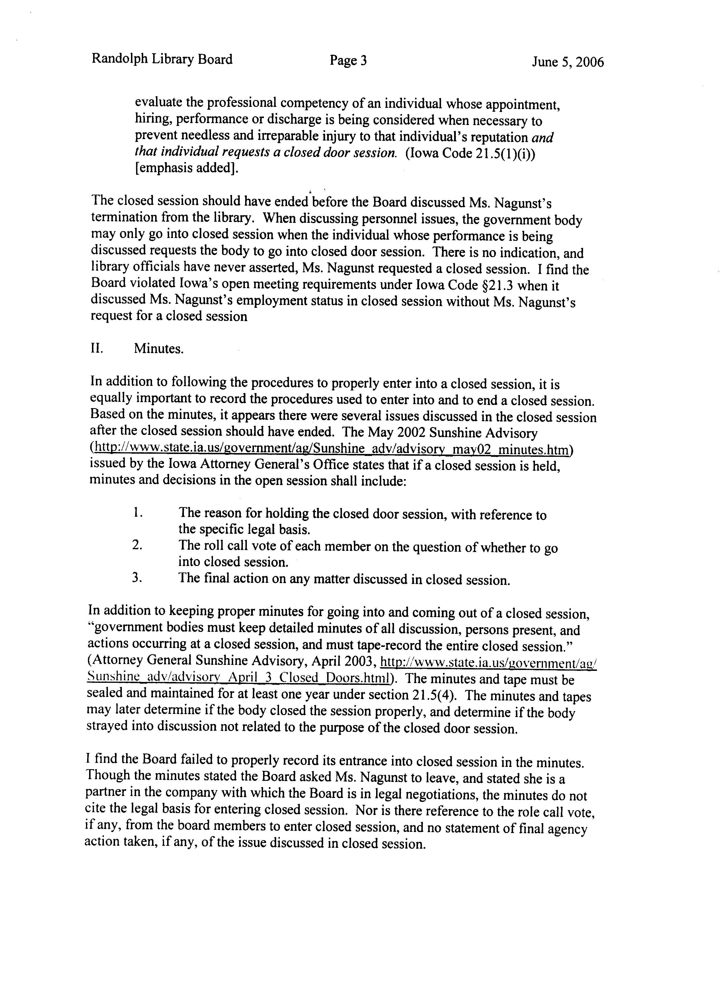 Randolph Library Board Page 3 June 5, 2006
evaluate the professional competency of an individual whose appointment,
hiring, performance or discharge is being considered when necessary to
prevent needless and irreparable injury to that individual's reputation and
that individual requests a closed door session. (Iowa Code 21.5(1)(i))
[emphasis added].
The closed session should have ended before the Board discussed Ms. Nagunst's
termination from the library. When discussing personnel issues, the government body
may only go into closed session when the individual whose performance is being
discussed requests the body to go into closed door session. There is no indication, and
library officials have never asserted, Ms. Nagunst requested a closed session. I find the
Board violated Iowa's open meeting requirements under Iowa Code §21.3 when it
discussed Ms. Nagunst's employment status in closed session without Ms. Nagunst's
request for a closed session
II. Minutes.
In addition to following the procedures to properly enter into a closed session, it is
equally important to record the procedures used to enter into and to end a closed session.
Based on the minutes, it appears there were several issues discussed in the closed session
after the closed session should have ended. The May 2002 Sunshine Advisory
(http://www.state.ia.us/government/ag/Sunshine_adv/advisory_may02_minutes.htm)
issued by the Iowa Attorney General's Office states that if a closed session is held,
minutes and decisions in the open session shall include:
1. The reason for holding the closed door session, with reference to
the specific legal basis.
2. The roll call vote of each member on the question of whether to go
into closed session.
3. The final action on any matter discussed in closed session.
In addition to keeping proper minutes for going into and coming out of a closed session,
"government bodies must keep detailed minutes of all discussion, persons present, and
actions occurring at a closed session, and must tape-record the entire closed session."
(Attorney General Sunshine Advisory, April 2003, http://www.state.ia.us/government/ag/
Sunshine_adv/advisory_April_3_Closed_Doors.html). The minutes and tape must be
sealed and maintained for at least one year under section 21.5(4). The minutes and tapes
may later determine if the body closed the session properly, and determine if the body
strayed into discussion not related to the purpose of the closed door session.
I find the Board failed to properly record its entrance into closed session in the minutes.
Though the minutes stated the Board asked Ms. Nagunst to leave, and stated she is a
partner in the company with which the Board is in legal negotiations, the minutes do not
cite the legal basis for entering closed session. Nor is there reference to the role call vote,
if any, from the board members to enter closed session, and no statement of final agency
action taken, if any, of the issue discussed in closed session.